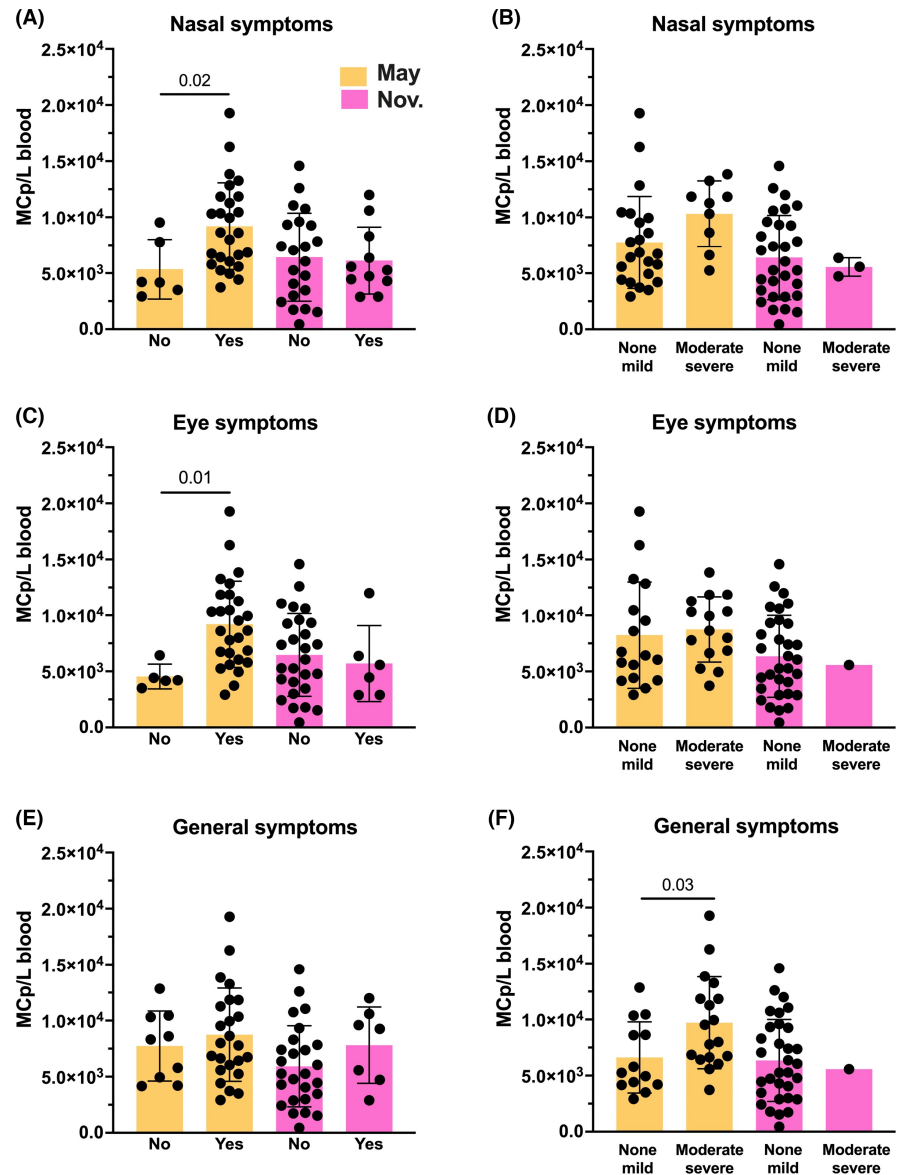 (A)
Nasal symptoms
MCp/L blood
2.5×10⁴
2.0×10⁴
1.5×10⁴
1.0×10⁴
5.0×10³
0.0
0.02
May
Nov.
No Yes No Yes
(B)
Nasal symptoms
MCp/L blood
2.5×10⁴
2.0×10⁴
1.5×10⁴
1.0×10⁴
5.0×10³
0.0
None Moderate None Moderate
mild severe mild severe
(C)
Eye symptoms
MCp/L blood
2.5×10⁴
2.0×10⁴
1.5×10⁴
1.0×10⁴
5.0×10³
0.0
0.01
No Yes No Yes
(D)
Eye symptoms
MCp/L blood
2.5×10⁴
2.0×10⁴
1.5×10⁴
1.0×10⁴
5.0×10³
0.0
None Moderate None Moderate
mild severe mild severe
(E)
General symptoms
MCp/L blood
2.5×10⁴
2.0×10⁴
1.5×10⁴
1.0×10⁴
5.0×10³
0.0
No Yes No Yes
(F)
General symptoms
MCp/L blood
2.5×10⁴
2.0×10⁴
1.5×10⁴
1.0×10⁴
5.0×10³
0.0
0.03
None Moderate None Moderate
mild severe mild severe